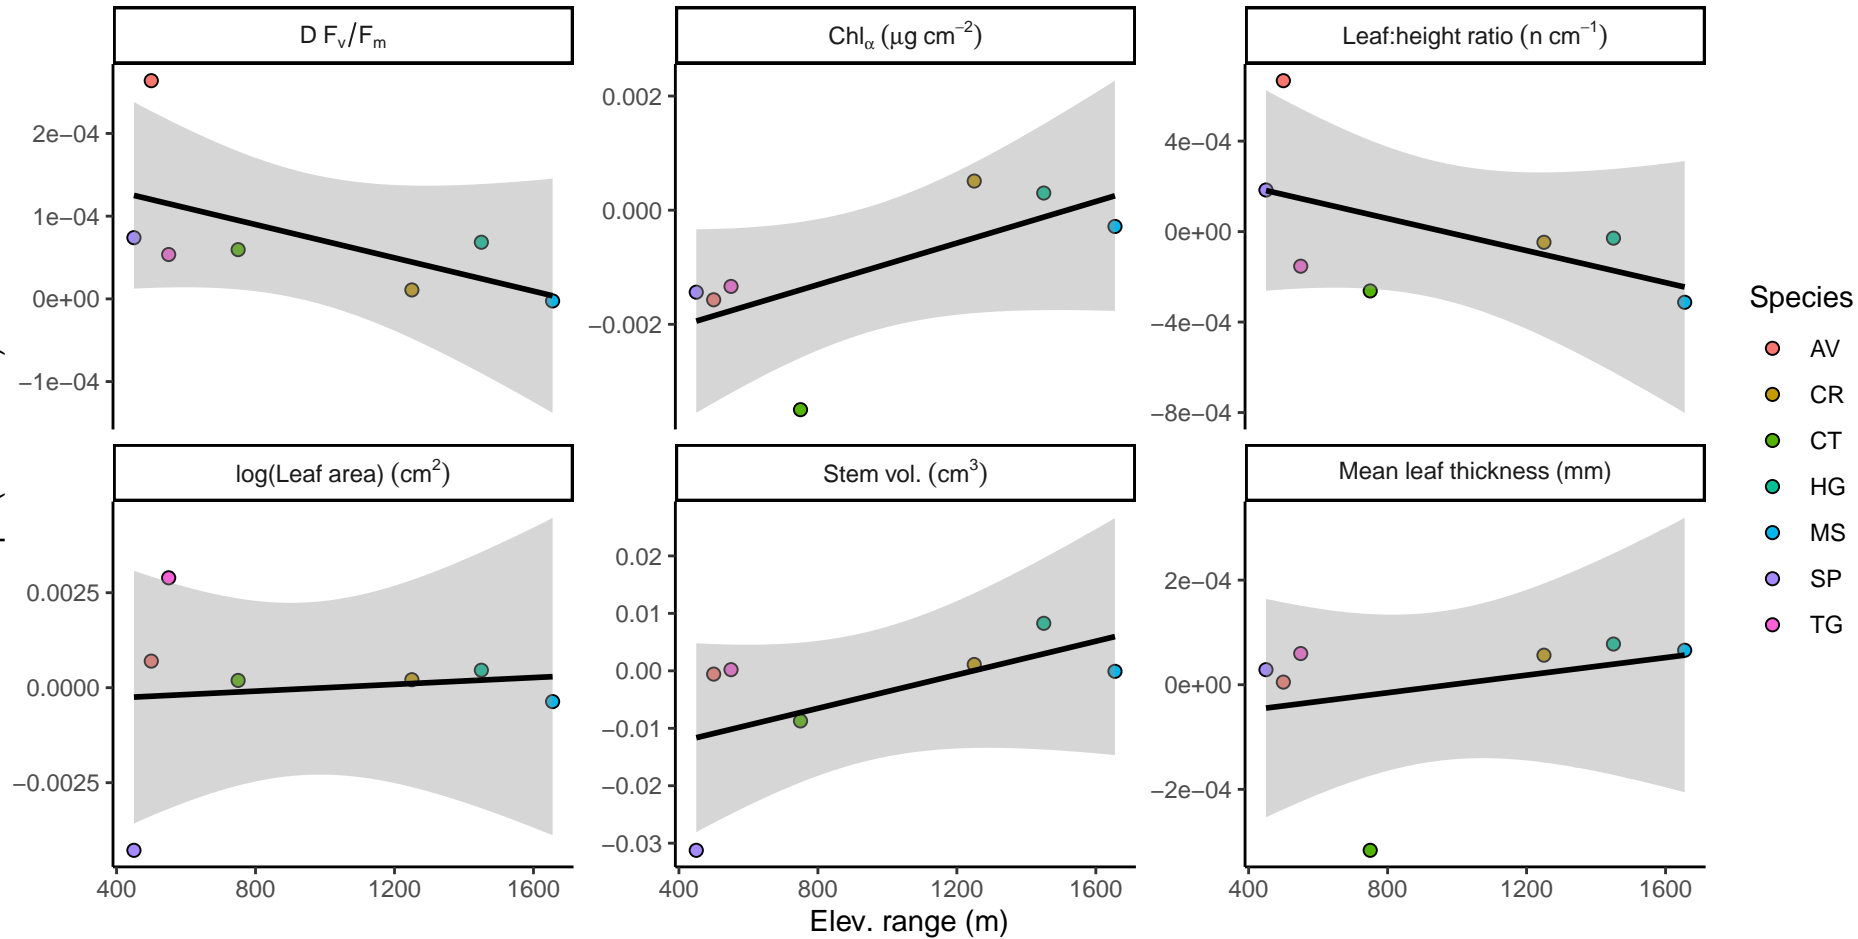 D Fᵥ/Fₘ
Chlα (μg cm⁻²)
Leaf:height ratio (n cm⁻¹)
2e−04
1e−04
0e+00
−1e−04
0.002
0.000
−0.002
4e−04
0e+00
−4e−04
−8e−04
log(Leaf area) (cm²)
Stem vol. (cm³)
Mean leaf thickness (mm)
0.0025
0.0000
−0.0025
0.02
0.01
0.00
−0.01
−0.02
−0.03
2e−04
0e+00
−2e−04
400 800 1200 1600
400 800 1200 1600
400 800 1200 1600
Elev. range (m)
Species
AV
CR
CT
HG
MS
SP
TG